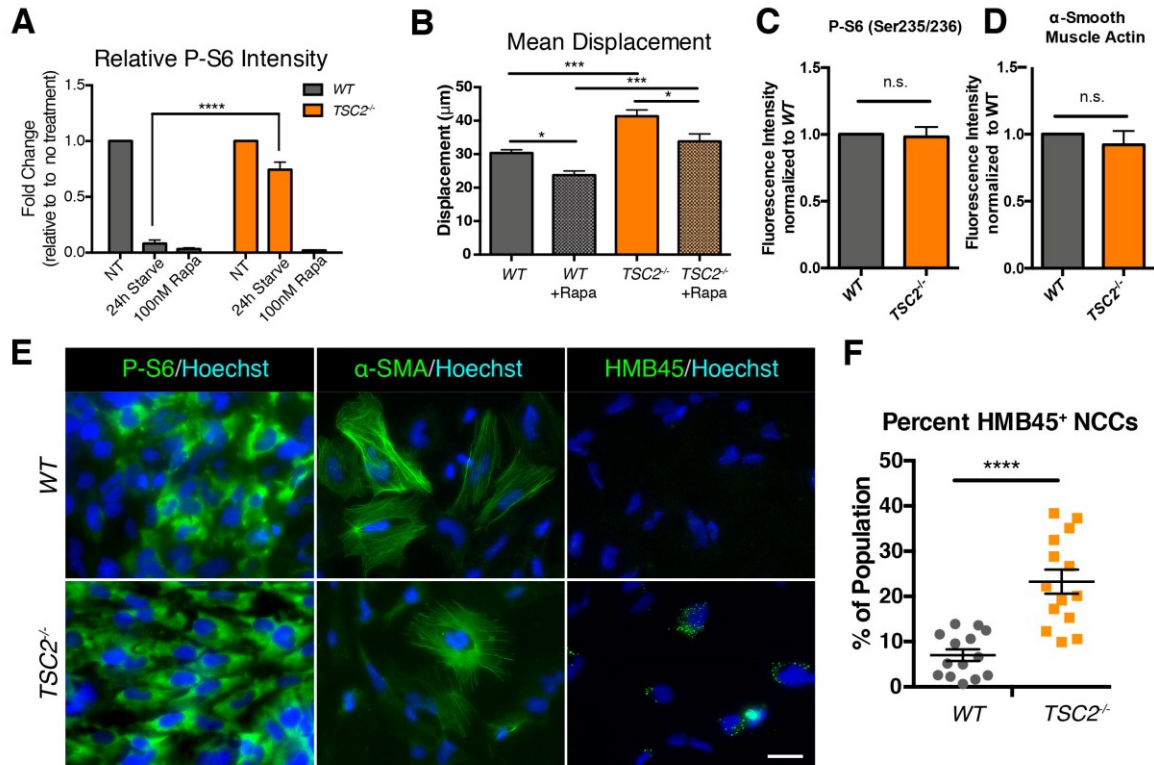 A
Relative P-S6 Intensity
Fold Change
(relative to to no treatment)
1.5
1.0
0.5
0.0
WT
TSC2-/-
****
NT
24h Starve
100nM Rapa
NT
24h Starve
100nM Rapa
B
Mean Displacement
Displacement (μm)
60
50
40
30
20
10
0
***
***
*
*
WT
WT
+Rapa
TSC2-/-
TSC2-/-
+Rapa
C
P-S6 (Ser235/236)
Fluorescence Intensity
normalized to WT
1.5
1.0
0.5
0.0
n.s.
WT
TSC2-/-
D
α-Smooth
Muscle Actin
Fluorescence Intensity
normalized to WT
1.5
1.0
0.5
0.0
n.s.
WT
TSC2-/-
E
P-S6/Hoechst
α-SMA/Hoechst
HMB45/Hoechst
WT
TSC2-/-
F
Percent HMB45+ NCCs
% of Population
50
40
30
20
10
0
****
WT
TSC2-/-